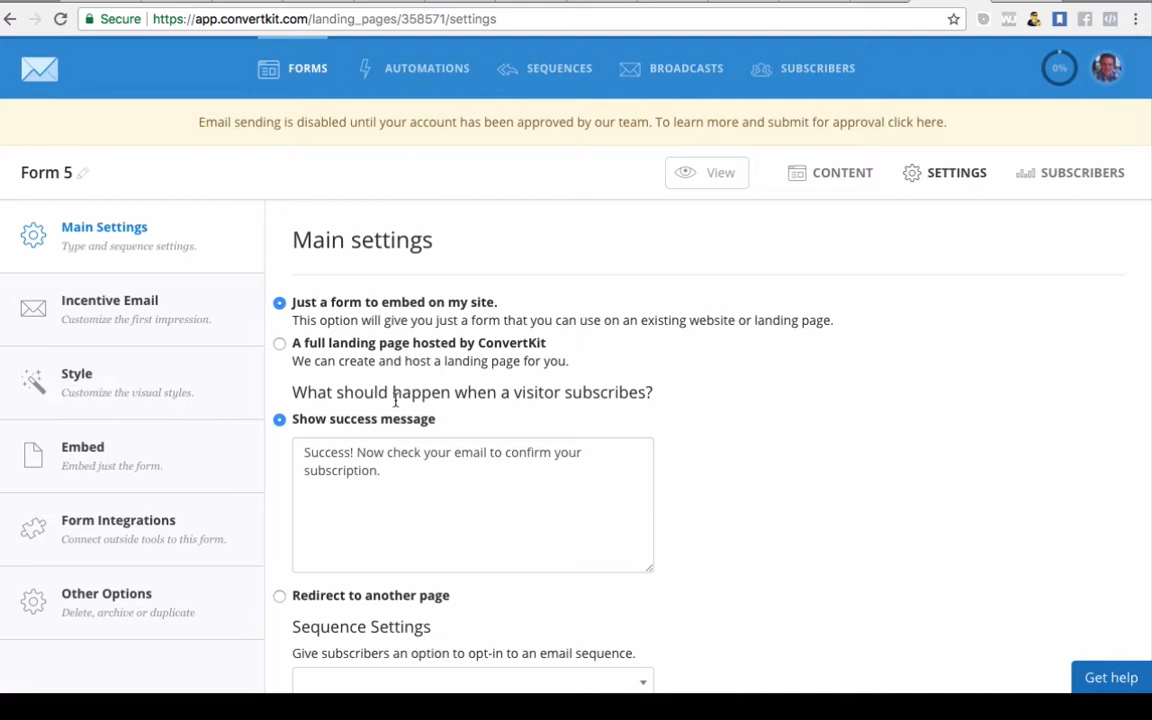 Secure
https://app.convertkit.com/landing_pages/358571/settings
FORMS
AUTOMATIONS
SEQUENCES
BROADCASTS
SUBSCRIBERS
0%
Email sending is disabled until your account has been approved by our team. To learn more and submit for approval click here.
Form 5
View
CONTENT
SETTINGS
SUBSCRIBERS
Main Settings
Type and sequence settings.
Incentive Email
Customize the first impression.
Style
Customize the visual styles.
Embed
Embed just the form.
Form Integrations
Connect outside tools to this form.
Other Options
Delete, archive or duplicate
Main settings
Just a form to embed on my site.
This option will give you just a form that you can use on an existing website or landing page.
A full landing page hosted by ConvertKit
We can create and host a landing page for you.
What should happen when a visitor subscribes?
Show success message
Success! Now check your email to confirm your
subscription.
Redirect to another page
Sequence Settings
Give subscribers an option to opt-in to an email sequence.
Get help